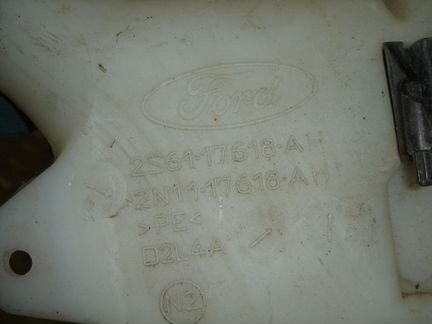 Ford
2S61-17618-AH
2N11-17618-AH
>PE<
D2L4A
N2